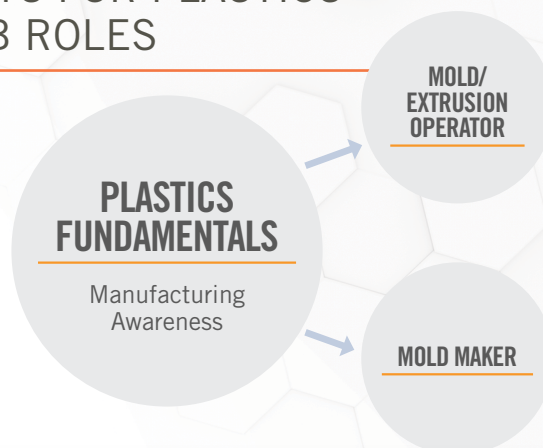 3 ROLES
PLASTICS
FUNDAMENTALS
Manufacturing
Awareness
MOLD/
EXTRUSION
OPERATOR
MOLD MAKER